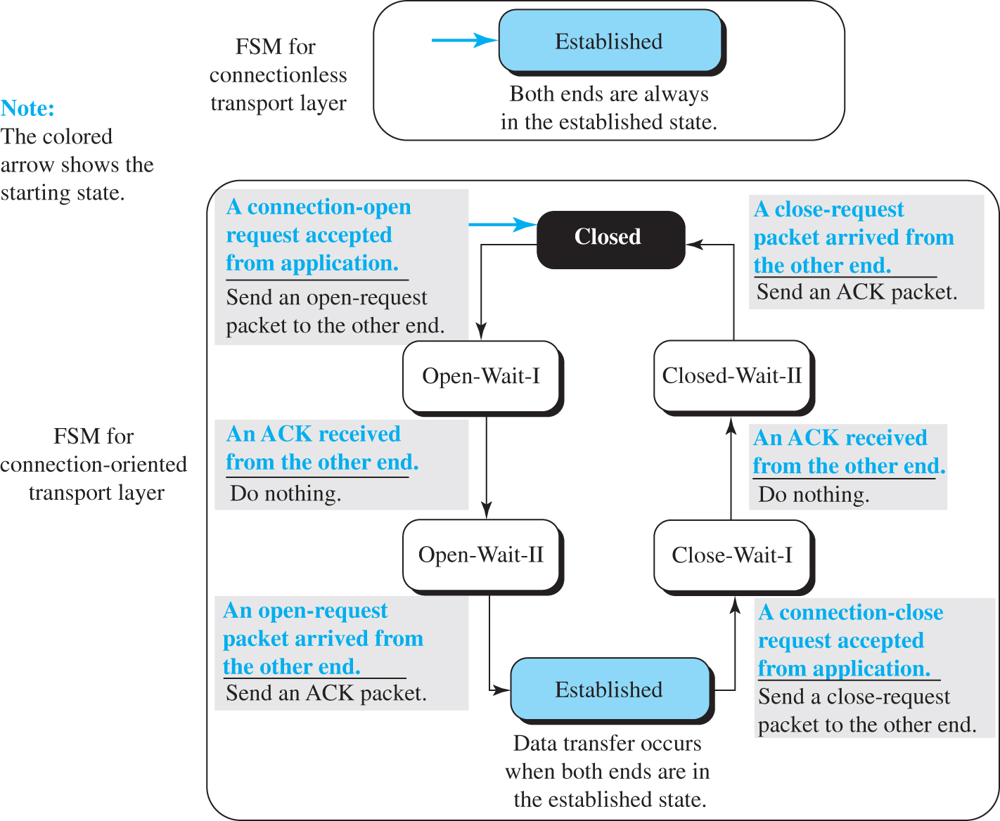 FSM for
connectionless
transport layer
Established
Both ends are always
in the established state.
Note:
The colored
arrow shows the
starting state.
A connection-open
request accepted
from application.
Send an open-request
packet to the other end.
Closed
A close-request
packet arrived from
the other end.
Send an ACK packet.
Open-Wait-I
Closed-Wait-II
FSM for
connection-oriented
transport layer
An ACK received
from the other end.
Do nothing.
An ACK received
from the other end.
Do nothing.
Open-Wait-II
Close-Wait-I
An open-request
packet arrived from
the other end.
Send an ACK packet.
Established
A connection-close
request accepted
from application.
Send a close-request
packet to the other end.
Data transfer occurs
when both ends are in
the established state.